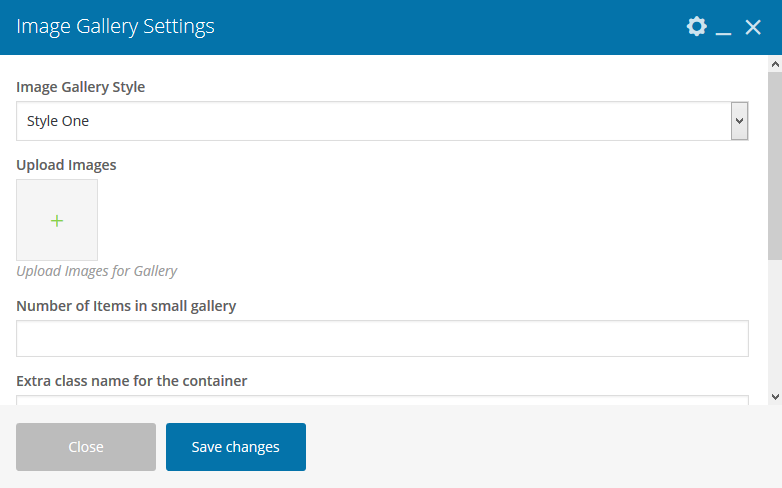 Image Gallery Settings
Image Gallery Style
Style One
Upload Images
+
Upload Images for Gallery
Number of Items in small gallery
Extra class name for the container
Close
Save changes